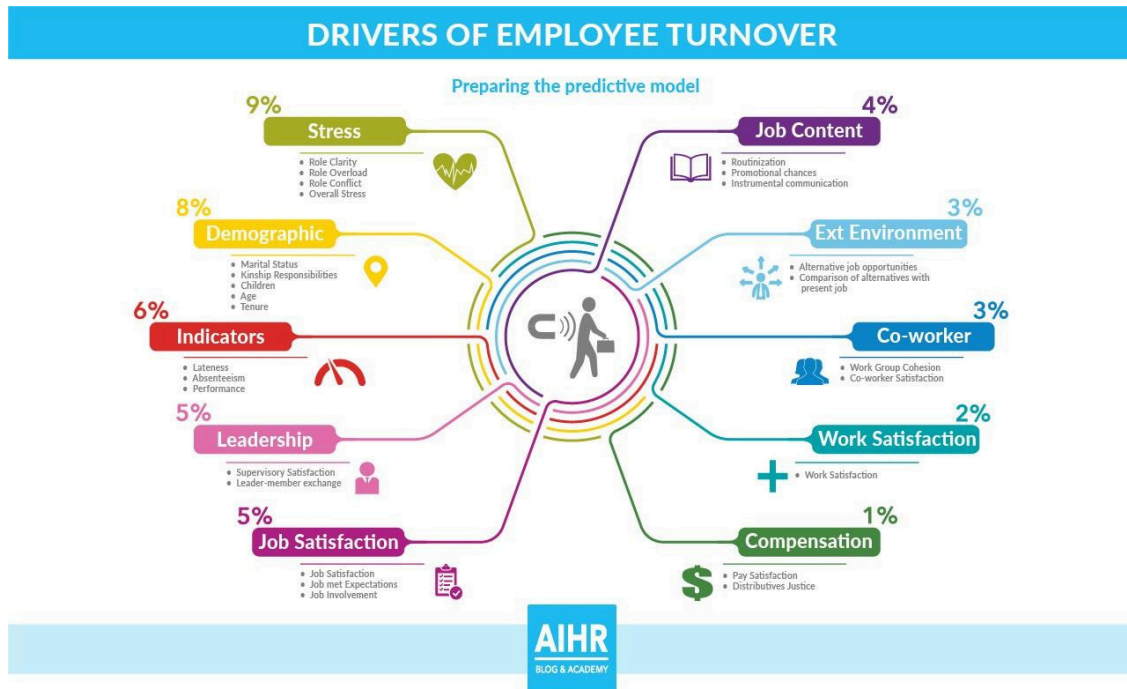 DRIVERS OF EMPLOYEE TURNOVER
Preparing the predictive model
9%
Stress
• Role Clarity
• Role Overload
• Role Conflict
• Overall Stress
8%
Demographic
• Marital Status
• Kinship Responsibilities
• Children
• Age
• Tenure
6%
Indicators
• Lateness
• Absenteeism
• Performance
5%
Leadership
• Supervisory Satisfaction
• Leader-member exchange
5%
Job Satisfaction
• Job Satisfaction
• Job met Expectations
• Job Involvement
4%
Job Content
• Routinization
• Promotional chances
• Instrumental communication
3%
Ext Environment
• Alternative job opportunities
• Comparison of alternatives with
present job
3%
Co-worker
• Work Group Cohesion
• Co-worker Satisfaction
2%
Work Satisfaction
• Work Satisfaction
1%
Compensation
$
• Pay Satisfaction
• Distributives Justice
AIHR
BLOG & ACADEMY